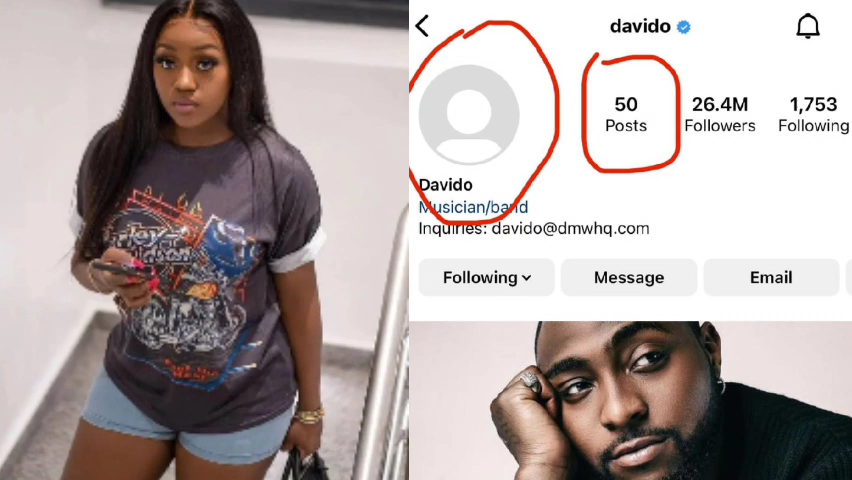 davido
50
26.4M
1,753
Posts
Followers
Following
Davido
Musician/band
Inquiries: davido@dmwhq.com
Following
Message
Email